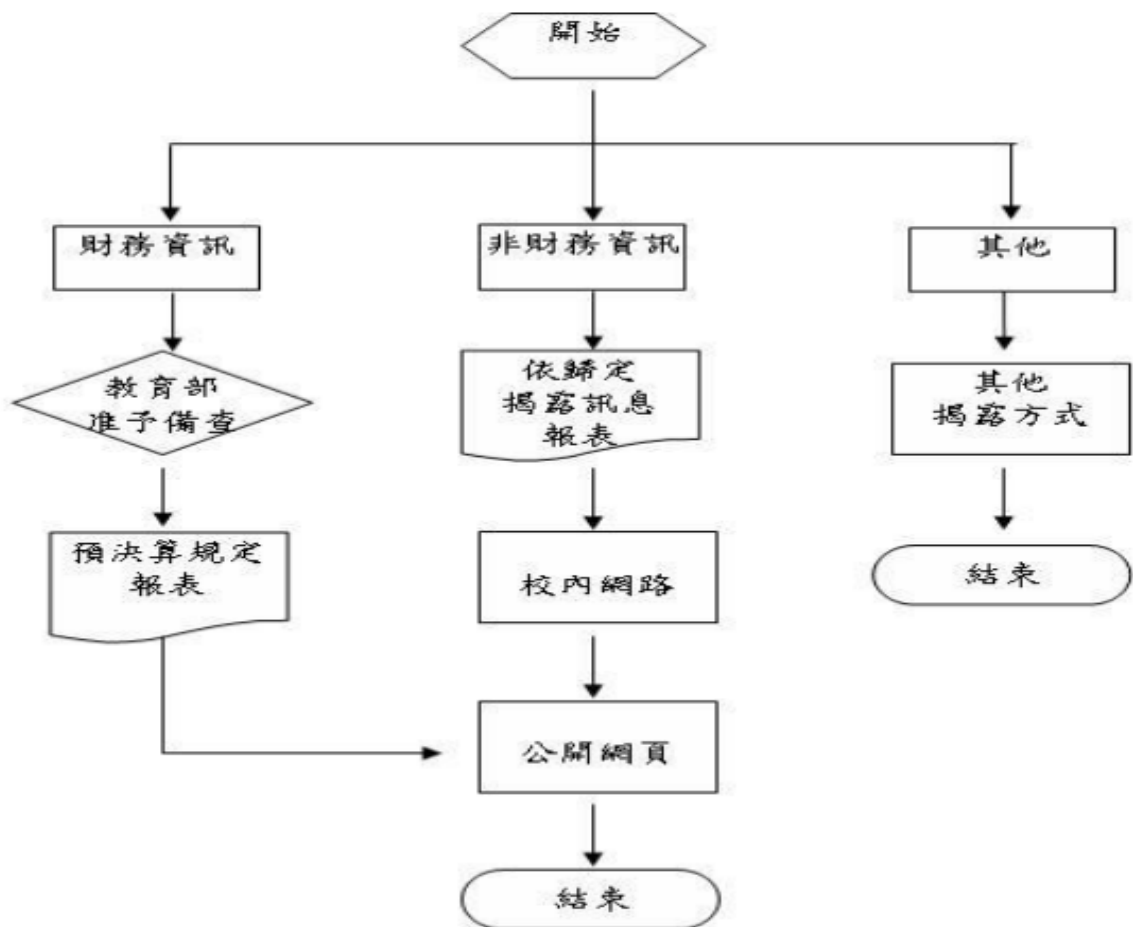 開始
財務資訊
非財務資訊
其他
教育部
准予備查
依歸定
揭露訊息
報表
其他
揭露方式
預決算規定
報表
校內網路
結束
公開網頁
結束